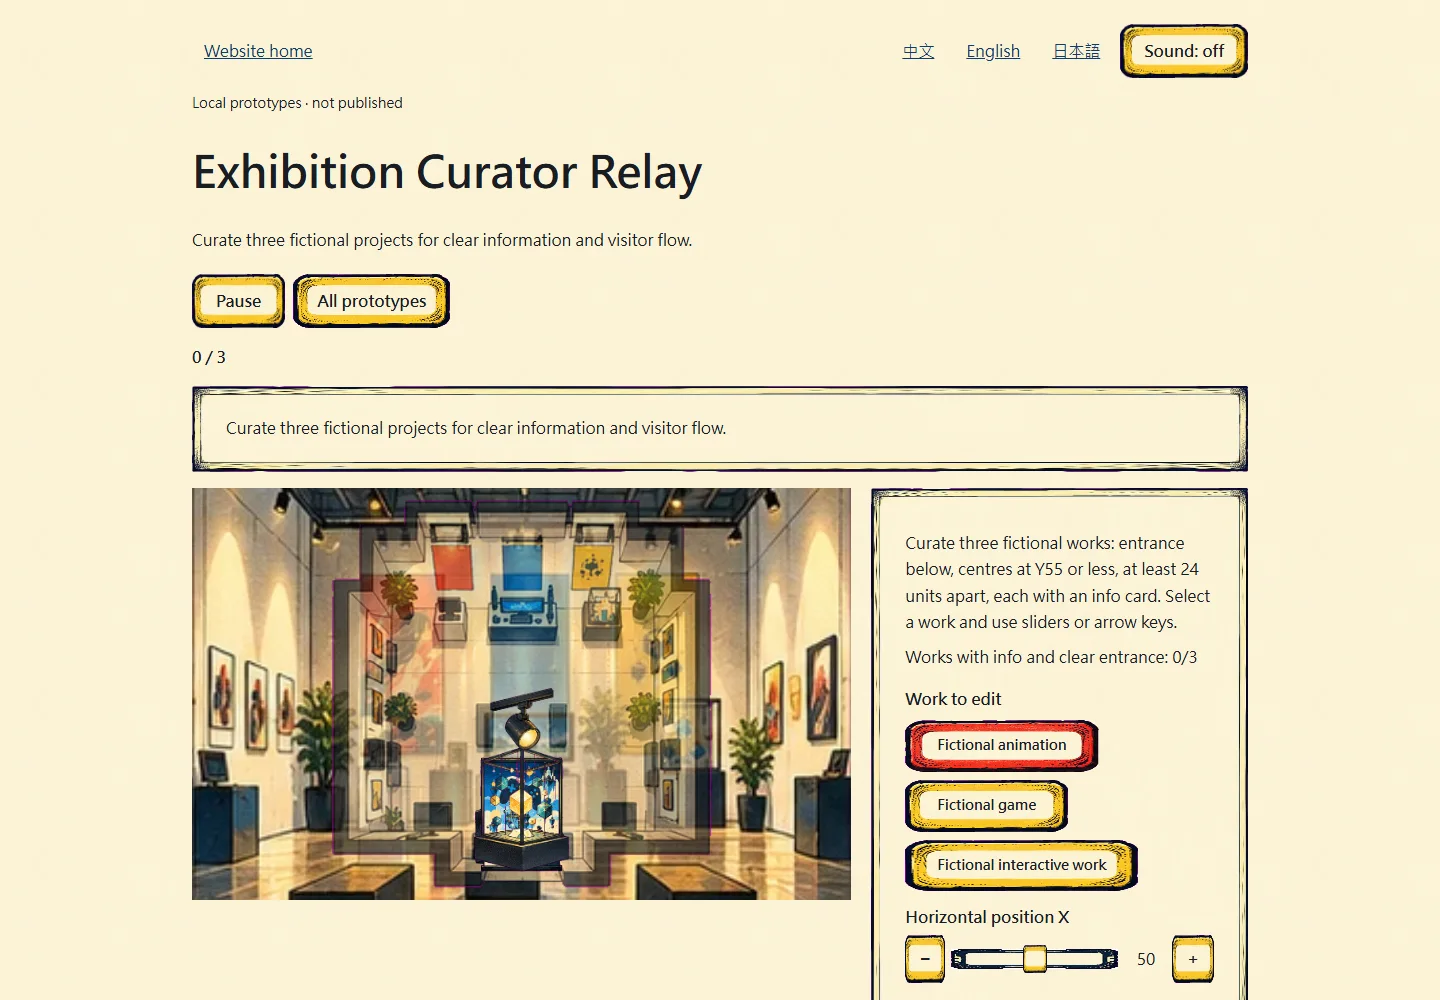 Website home
中文
English
日本語
Sound: off
Local prototypes · not published
Exhibition Curator Relay
Curate three fictional projects for clear information and visitor flow.
Pause
All prototypes
0 / 3
Curate three fictional projects for clear information and visitor flow.
Curate three fictional works: entrance
below, centres at Y55 or less, at least 24
units apart, each with an info card. Select
a work and use sliders or arrow keys.
Works with info and clear entrance: 0/3
Work to edit
Fictional animation
Fictional game
Fictional interactive work
Horizontal position X
−
50
+